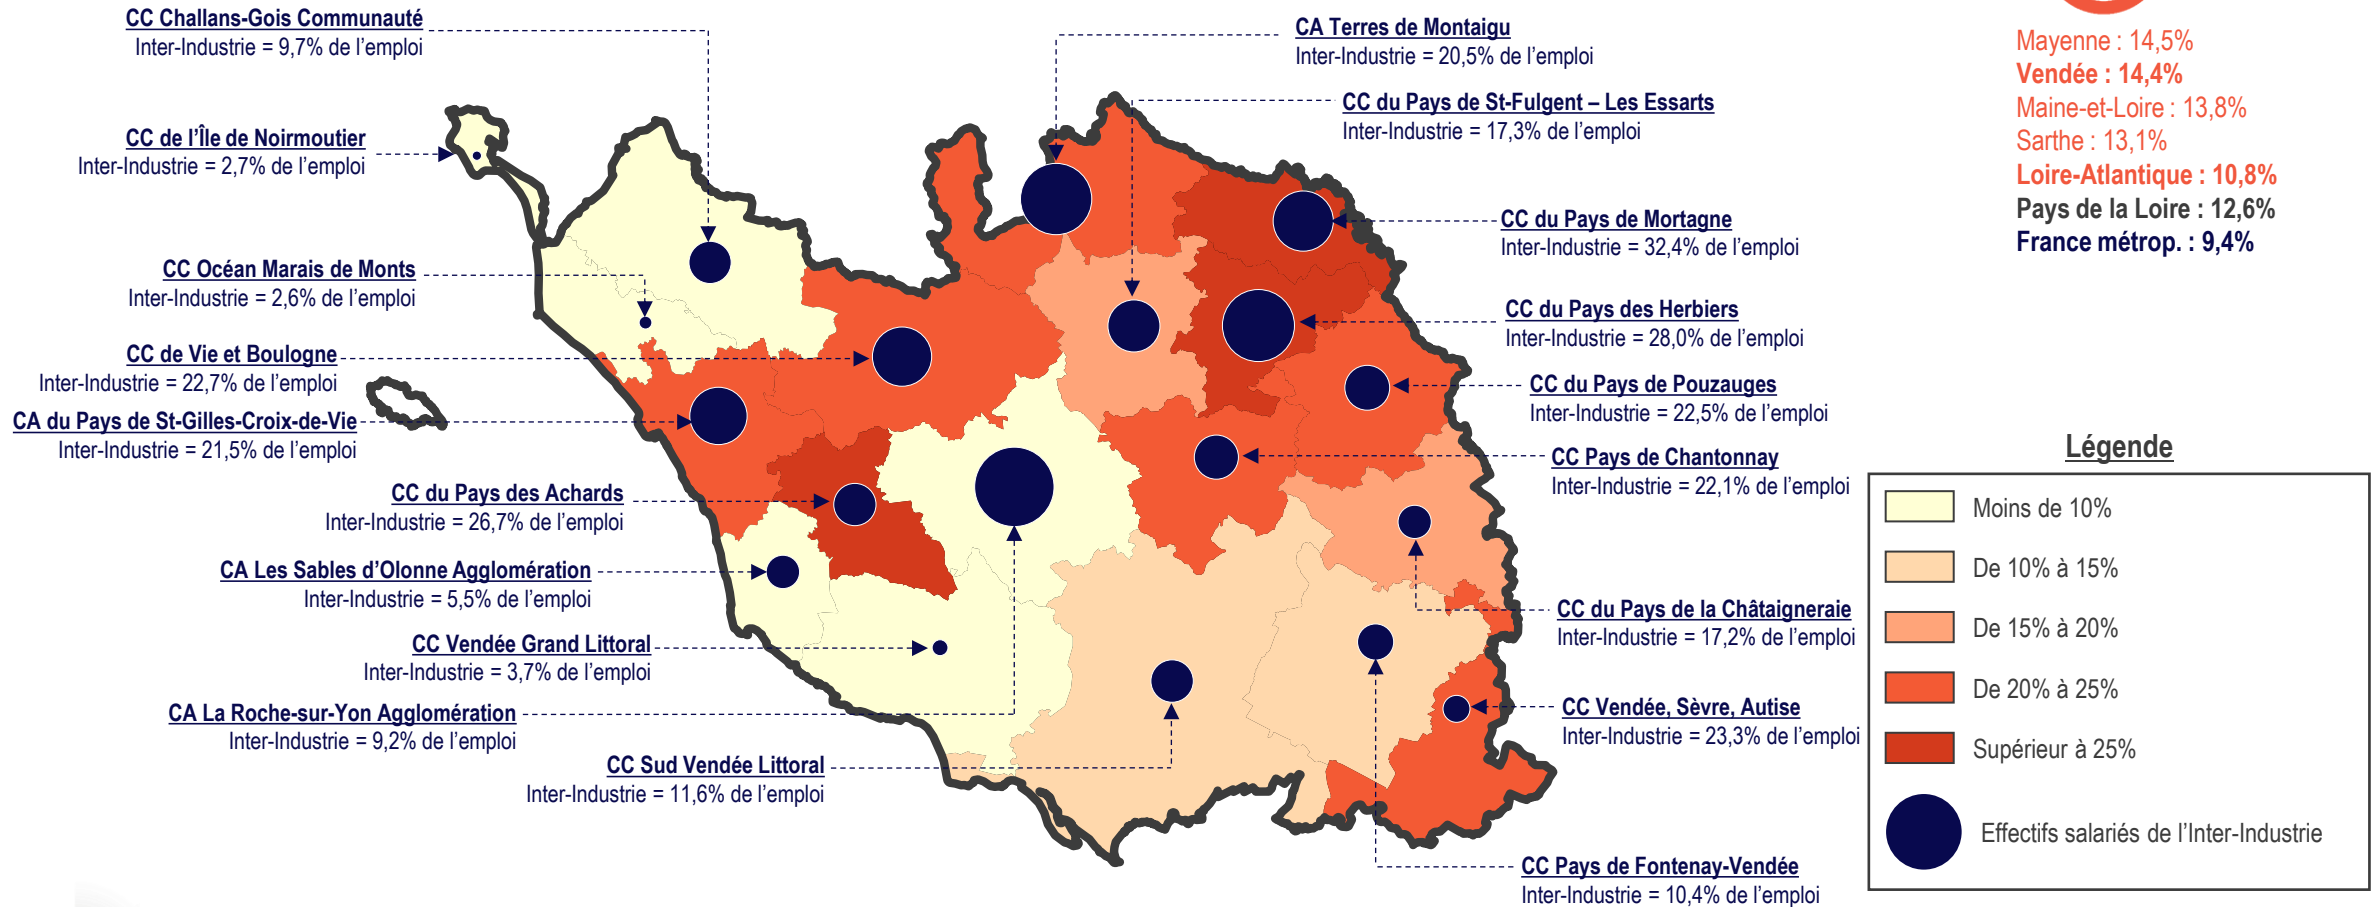 CC Challans-Gois Communauté
Inter-Industrie = 9,7% de l’emploi
CC de l’Île de Noirmoutier
Inter-Industrie = 2,7% de l’emploi
CC Océan Marais de Monts
Inter-Industrie = 2,6% de l’emploi
CC de Vie et Boulogne
Inter-Industrie = 22,7% de l’emploi
CA du Pays de St-Gilles-Croix-de-Vie
Inter-Industrie = 21,5% de l’emploi
CC du Pays des Achards
Inter-Industrie = 26,7% de l’emploi
CA Les Sables d’Olonne Agglomération
Inter-Industrie = 5,5% de l’emploi
CC Vendée Grand Littoral
Inter-Industrie = 3,7% de l’emploi
CA La Roche-sur-Yon Agglomération
Inter-Industrie = 9,2% de l’emploi
CC Sud Vendée Littoral
Inter-Industrie = 11,6% de l’emploi
CA Terres de Montaigu
Inter-Industrie = 20,5% de l’emploi
CC du Pays de St-Fulgent – Les Essarts
Inter-Industrie = 17,3% de l’emploi
CC du Pays de Mortagne
Inter-Industrie = 32,4% de l’emploi
CC du Pays des Herbiers
Inter-Industrie = 28,0% de l’emploi
CC du Pays de Pouzauges
Inter-Industrie = 22,5% de l’emploi
CC Pays de Chantonnay
Inter-Industrie = 22,1% de l’emploi
CC du Pays de la Châtaigneraie
Inter-Industrie = 17,2% de l’emploi
CC Vendée, Sèvre, Autise
Inter-Industrie = 23,3% de l’emploi
CC Pays de Fontenay-Vendée
Inter-Industrie = 10,4% de l’emploi
Mayenne : 14,5%
Vendée : 14,4%
Maine-et-Loire : 13,8%
Sarthe : 13,1%
Loire-Atlantique : 10,8%
Pays de la Loire : 12,6%
France métrop. : 9,4%
Légende
Moins de 10%
De 10% à 15%
De 15% à 20%
De 20% à 25%
Supérieur à 25%
Effectifs salariés de l’Inter-Industrie